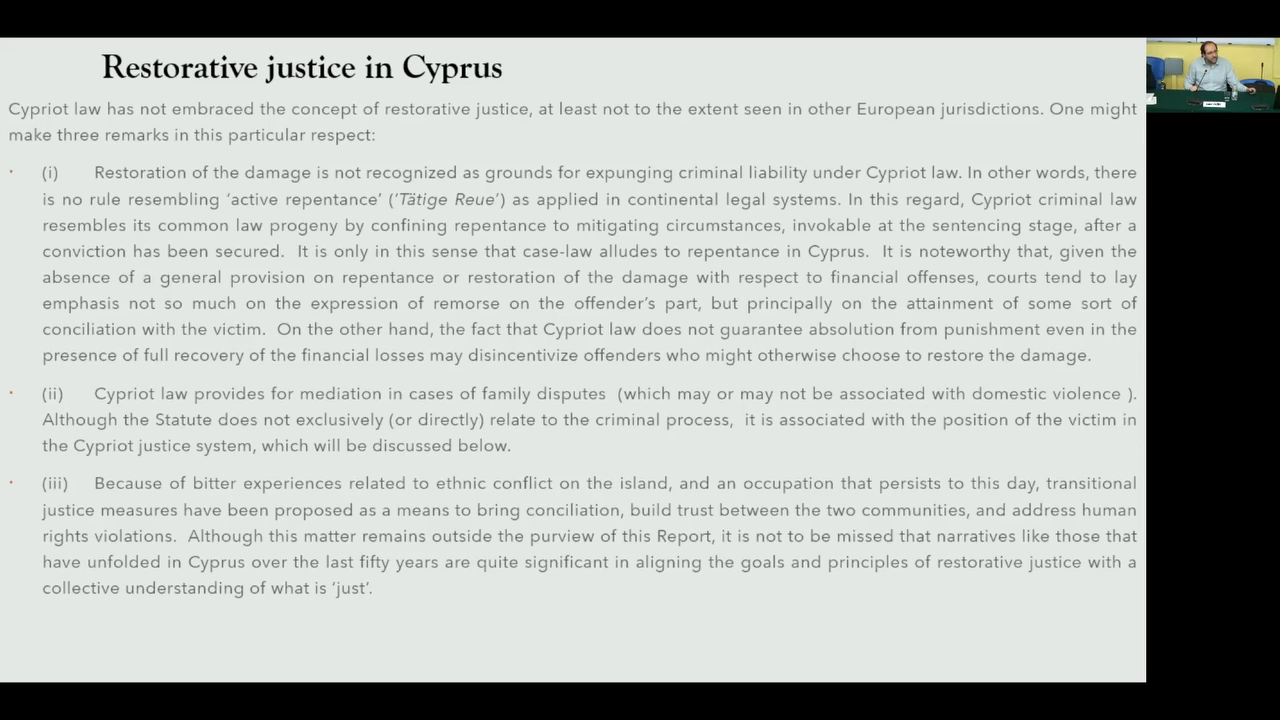 Restorative justice in Cyprus
Cypriot law has not embraced the concept of restorative justice, at least not to the extent seen in other European jurisdictions. One might
make three remarks in this particular respect:
· (i) Restoration of the damage is not recognized as grounds for expunging criminal liability under Cypriot law. In other words, there
is no rule resembling ‘active repentance’ (‘Tätige Reue’) as applied in continental legal systems. In this regard, Cypriot criminal law
resembles its common law progeny by confining repentance to mitigating circumstances, invokable at the sentencing stage, after a
conviction has been secured. It is only in this sense that case-law alludes to repentance in Cyprus. It is noteworthy that, given the
absence of a general provision on repentance or restoration of the damage with respect to financial offenses, courts tend to lay
emphasis not so much on the expression of remorse on the offender’s part, but principally on the attainment of some sort of
conciliation with the victim. On the other hand, the fact that Cypriot law does not guarantee absolution from punishment even in the
presence of full recovery of the financial losses may disincentivize offenders who might otherwise choose to restore the damage.
· (ii) Cypriot law provides for mediation in cases of family disputes (which may or may not be associated with domestic violence ).
Although the Statute does not exclusively (or directly) relate to the criminal process, it is associated with the position of the victim in
the Cypriot justice system, which will be discussed below.
· (iii) Because of bitter experiences related to ethnic conflict on the island, and an occupation that persists to this day, transitional
justice measures have been proposed as a means to bring conciliation, build trust between the two communities, and address human
rights violations. Although this matter remains outside the purview of this Report, it is not to be missed that narratives like those that
have unfolded in Cyprus over the last fifty years are quite significant in aligning the goals and principles of restorative justice with a
collective understanding of what is ‘just’.